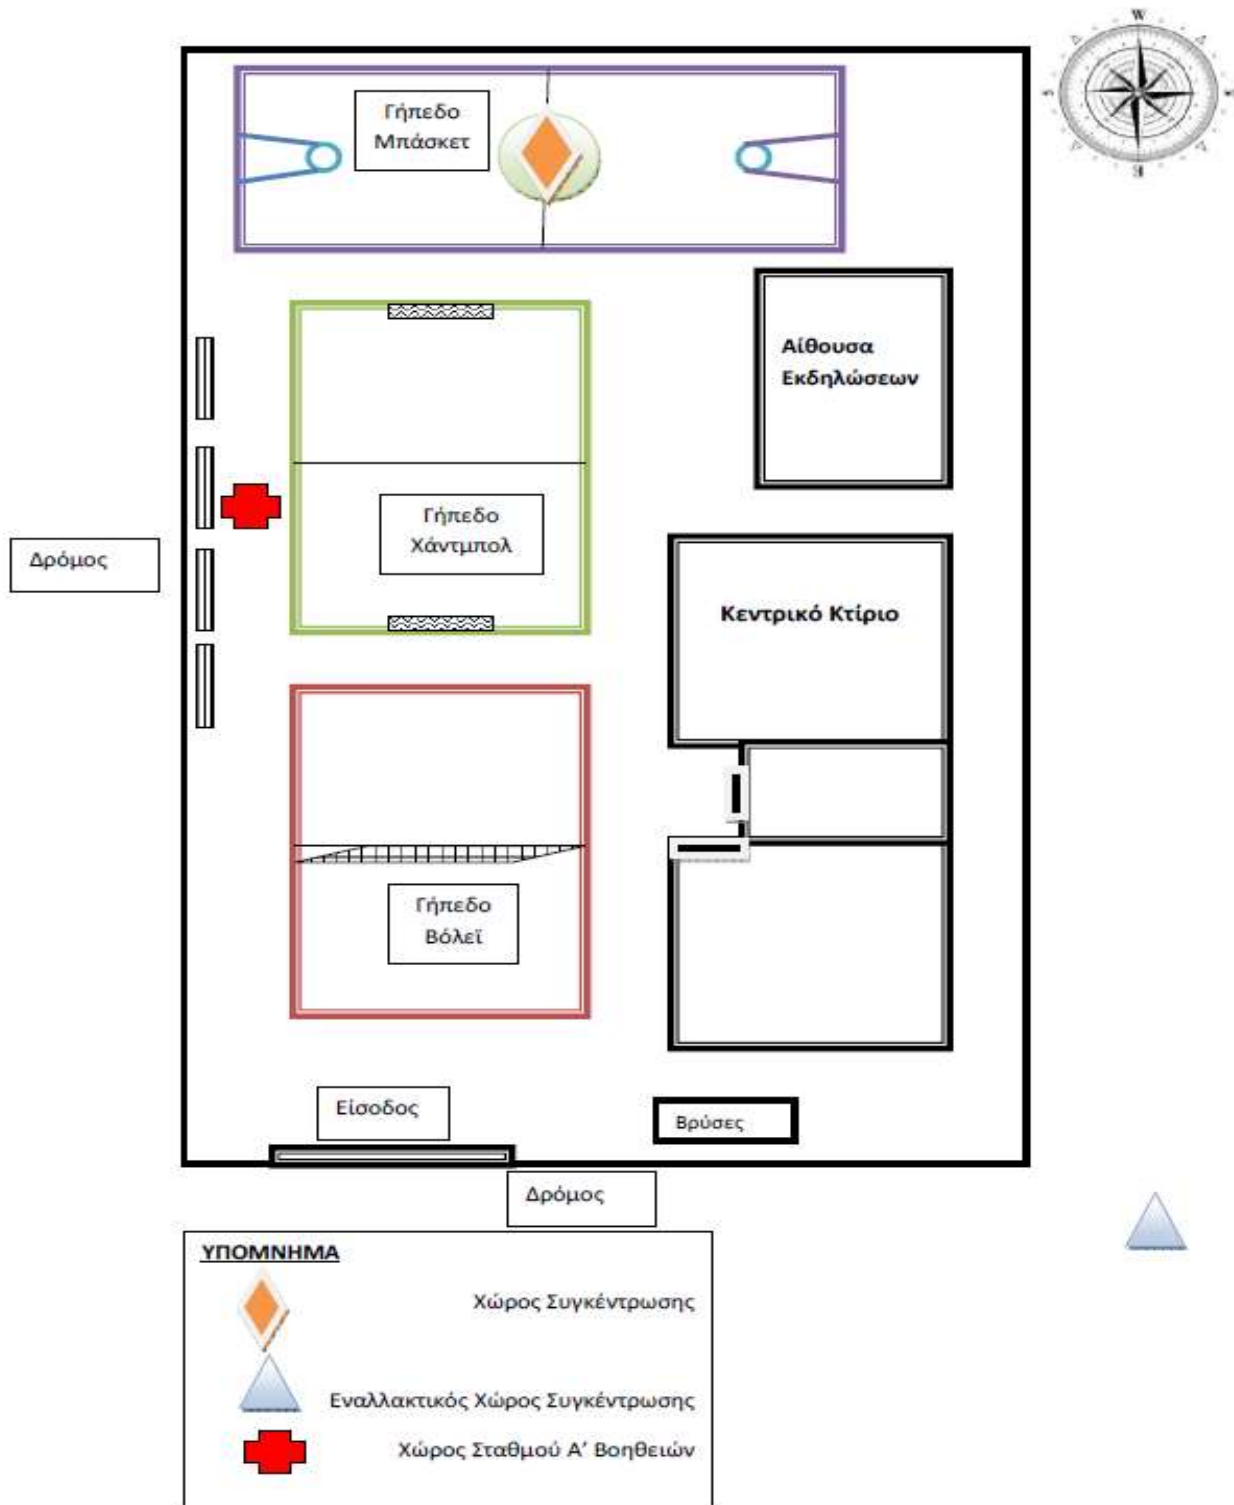 W
S
N
E
Γήπεδο
Μπάσκετ
Αίθουσα
Εκδηλώσεων
Γήπεδο
Χάντμπολ
Δρόμος
Κεντρικό Κτίριο
Γήπεδο
Βόλεϊ
Είσοδος
Βρύσες
Δρόμος
ΥΠΟΜΝΗΜΑ
Χώρος Συγκέντρωσης
Εναλλακτικός Χώρος Συγκέντρωσης
Χώρος Σταθμού Α’ Βοηθειών